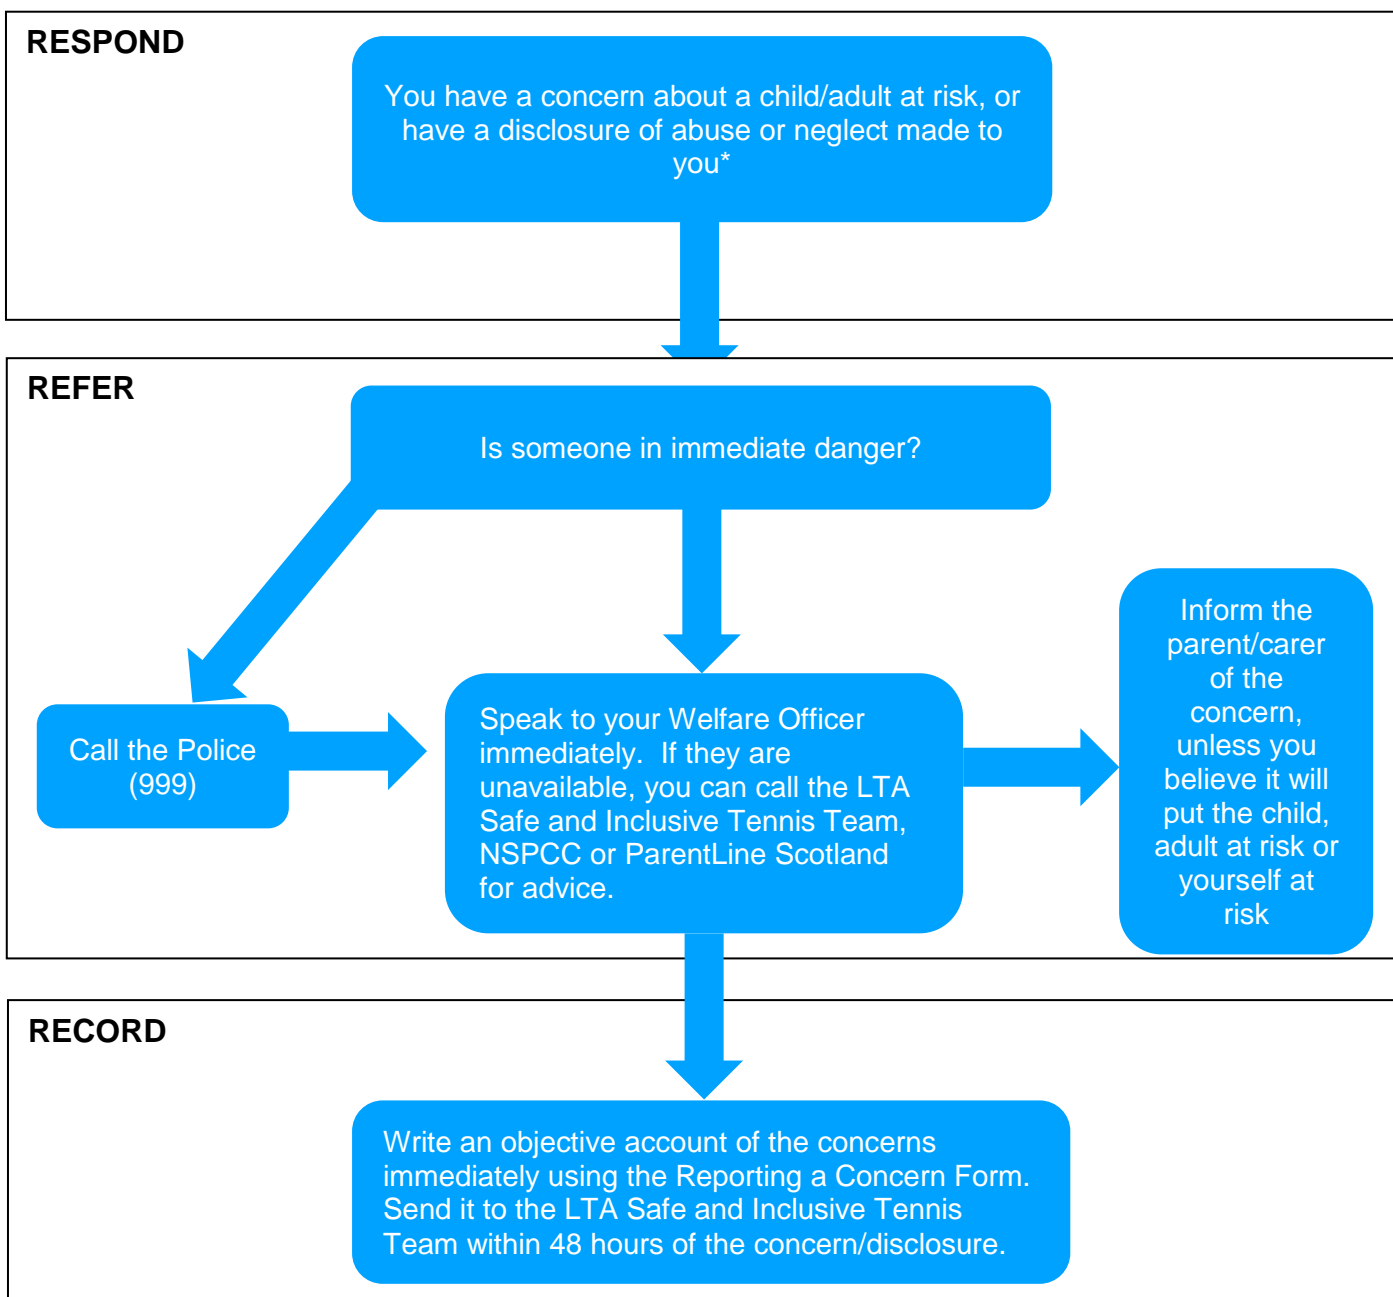 RESPOND
You have a concern about a child/adult at risk, or
have a disclosure of abuse or neglect made to
you*
REFER
Is someone in immediate danger?
Call the Police
(999)
Speak to your Welfare Officer
immediately.  If they are
unavailable, you can call the LTA
Safe and Inclusive Tennis Team,
NSPCC or ParentLine Scotland
for advice.
Inform the
parent/carer
of the
concern,
unless you
believe it will
put the child,
adult at risk or
yourself at
risk
RECORD
Write an objective account of the concerns
immediately using the Reporting a Concern Form.
Send it to the LTA Safe and Inclusive Tennis
Team within 48 hours of the concern/disclosure.